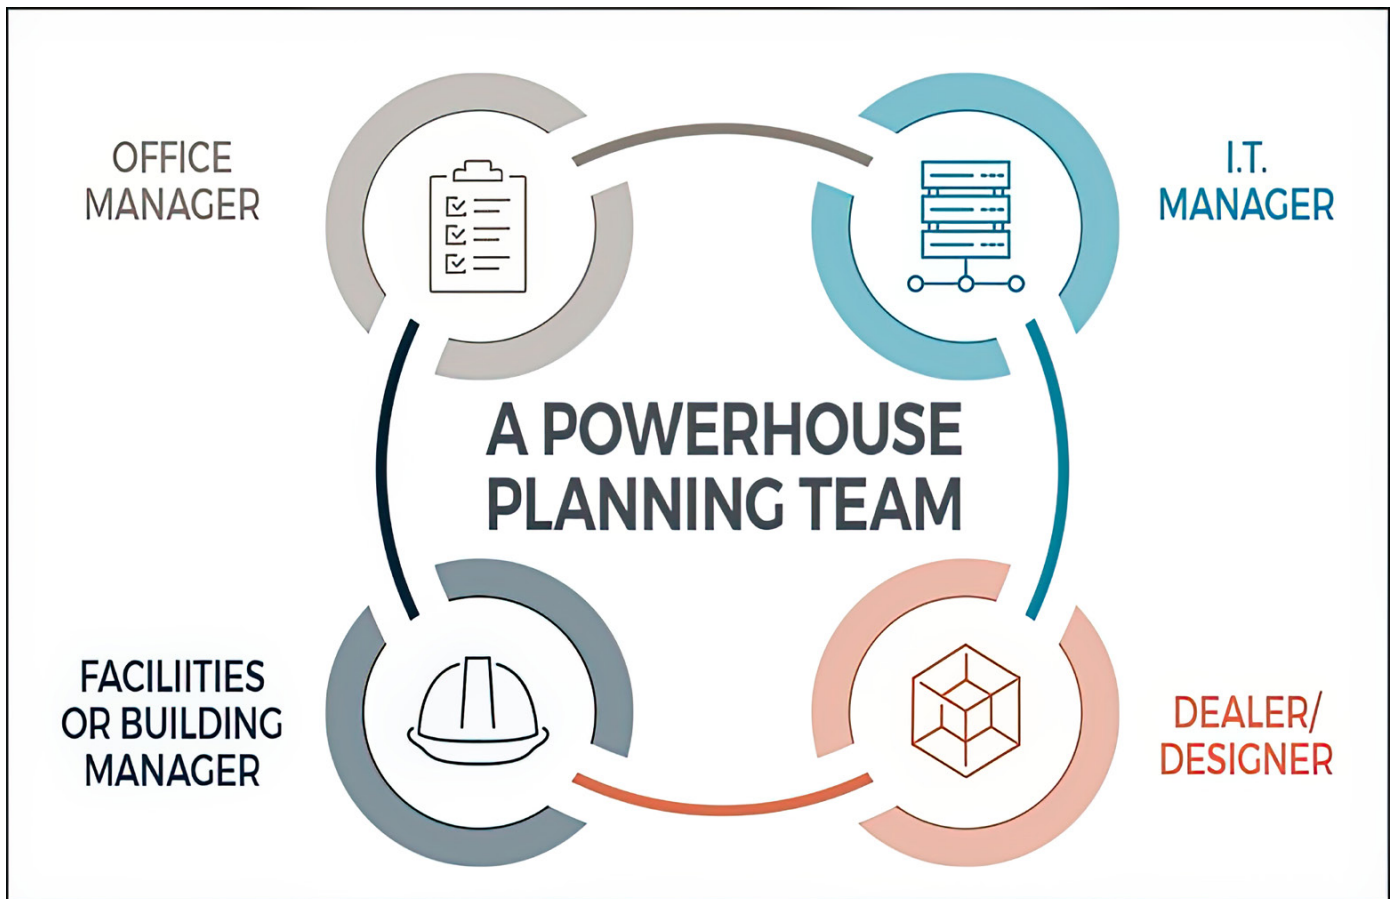 OFFICE
MANAGER
I.T.
MANAGER
A POWERHOUSE
PLANNING TEAM
FACILIITIES
OR BUILDING
MANAGER
DEALER/
DESIGNER